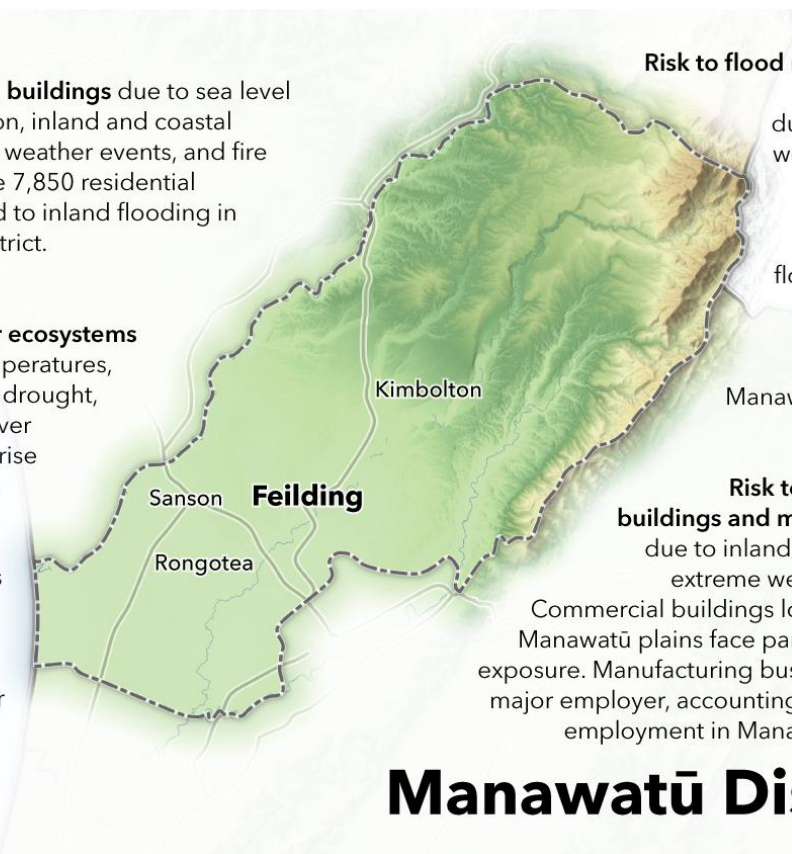 Risk to flood
buildings due to sea level
on, inland and coastal
weather events, and fire
e 7,850 residential
d to inland flooding in
trict.
du
w
flo
r ecosystems
peratures,
drought,
ver
rise
s
r
Kimbolton
Sanson
Feilding
Rongotea
Manaw
Risk to
buildings and m
due to inland
extreme we
Commercial buildings lo
Manawatū plains face pa
exposure. Manufacturing bus
major employer, accounting
employment in Mana
Manawatū Dis